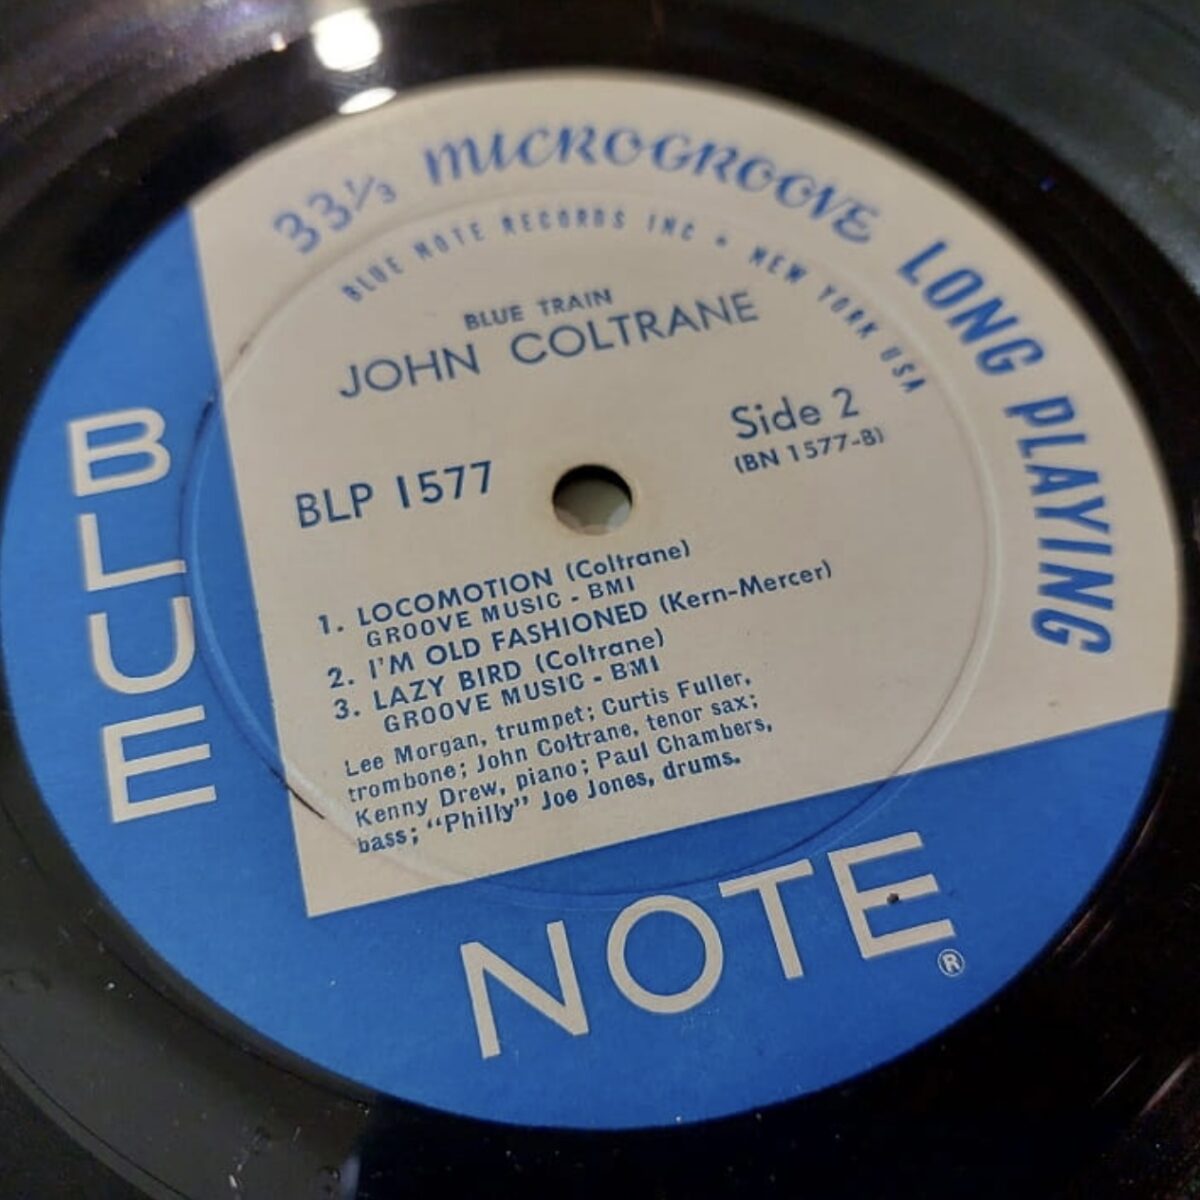 33⅓ MICROGROOVE LONG PLAYING
BLUE NOTE RECORDS INC • NEW YORK USA
BLUE TRAIN
JOHN COLTRANE
Side 2
(BN 1577-B)
BLP 1577
1. LOCOMOTION (Coltrane)
GROOVE MUSIC - BMI
2. I'M OLD FASHIONED (Kern-Mercer)
3. LAZY BIRD (Coltrane)
GROOVE MUSIC - BMI
Lee Morgan, trumpet; Curtis Fuller,
trombone; John Coltrane, tenor sax;
Kenny Drew, piano; Paul Chambers,
bass; "Philly" Joe Jones, drums.
BLUE
NOTE®